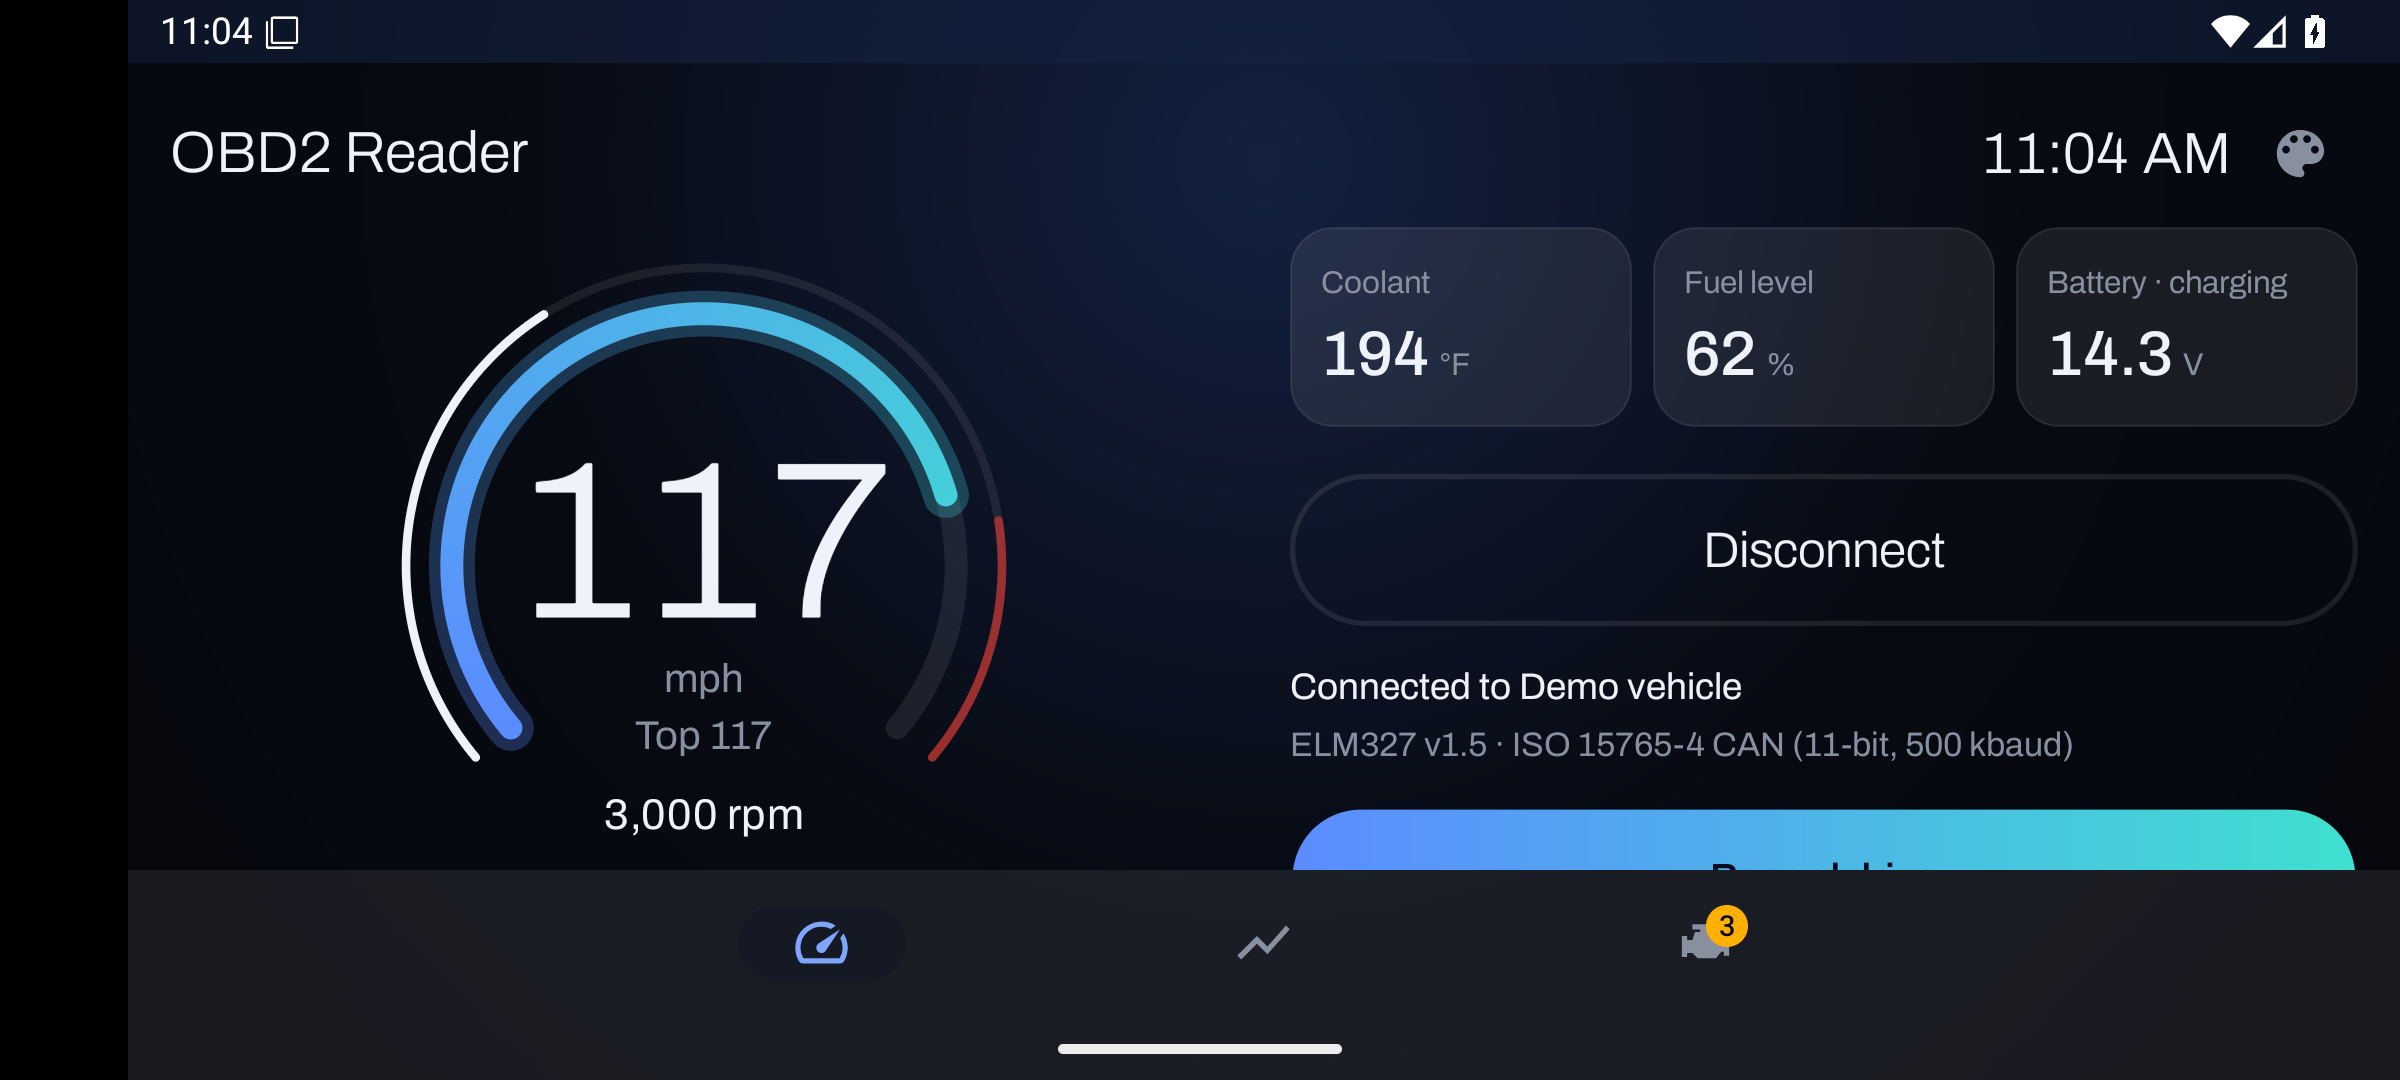 11:04
OBD2 Reader
11:04 AM
117
mph
Top 117
3,000 rpm
Coolant
194 °F
Fuel level
62 %
Battery · charging
14.3 V
Disconnect
Connected to Demo vehicle
ELM327 v1.5 · ISO 15765-4 CAN (11-bit, 500 kbaud)
3